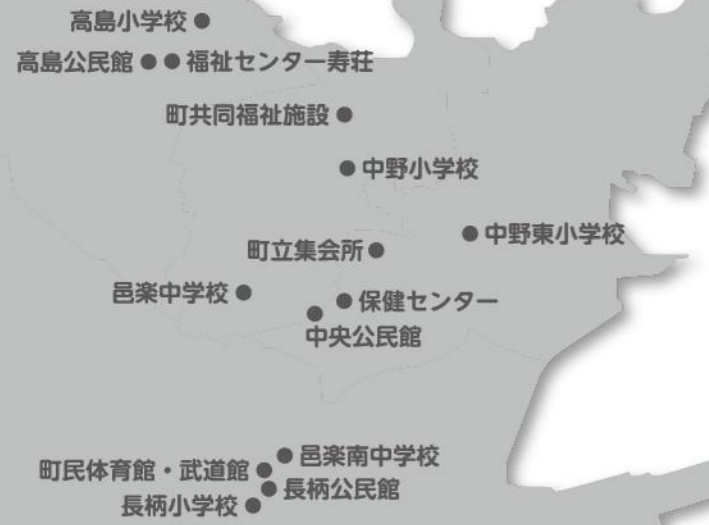 高島小学校
高島公民館
福祉センター寿荘
町共同福祉施設
中野小学校
中野東小学校
町立集会所
邑楽中学校
保健センター
中央公民館
邑楽南中学校
町民体育館・武道館
長柄公民館
長柄小学校